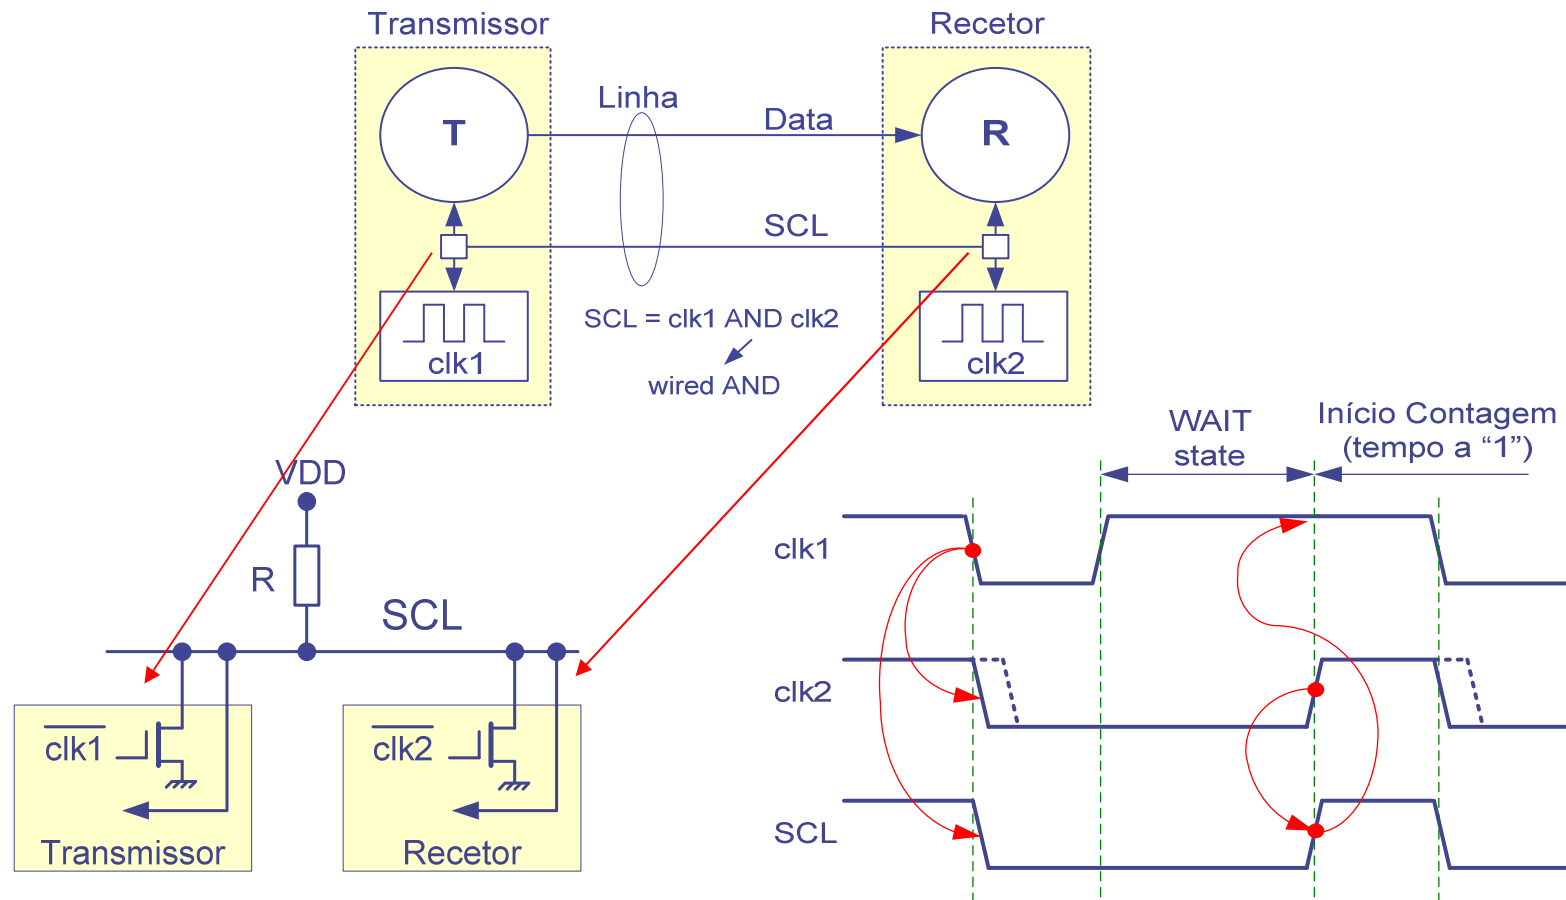 Transmissor
Recetor
Linha
T
Data
R
SCL
SCL = clk1 AND clk2
wired AND
clk1
clk2
VDD
R
SCL
clk1
Transmissor
clk2
Recetor
WAIT
state
Início Contagem
(tempo a “1”)
clk1
clk2
SCL